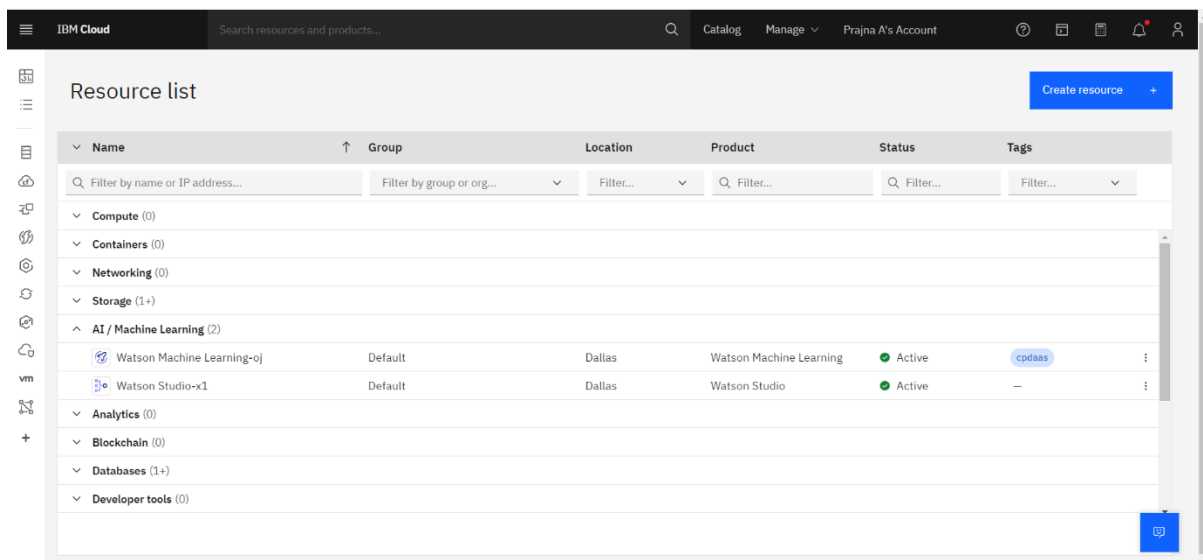 IBM Cloud Search resources and products... Catalog Manage Prajna A's Account
Resource list
Create resource +
Name Group Location Product Status Tags
Filter by name or IP address... Filter by group or org... Filter... Filter... Filter... Filter...
Compute (0)
Containers (0)
Networking (0)
Storage (1+)
AI / Machine Learning (2)
Watson Machine Learning-oj Default Dallas Watson Machine Learning Active cpdaas
Watson Studio-x1 Default Dallas Watson Studio Active –
vm
Analytics (0)
Blockchain (0)
Databases (1+)
Developer tools (0)